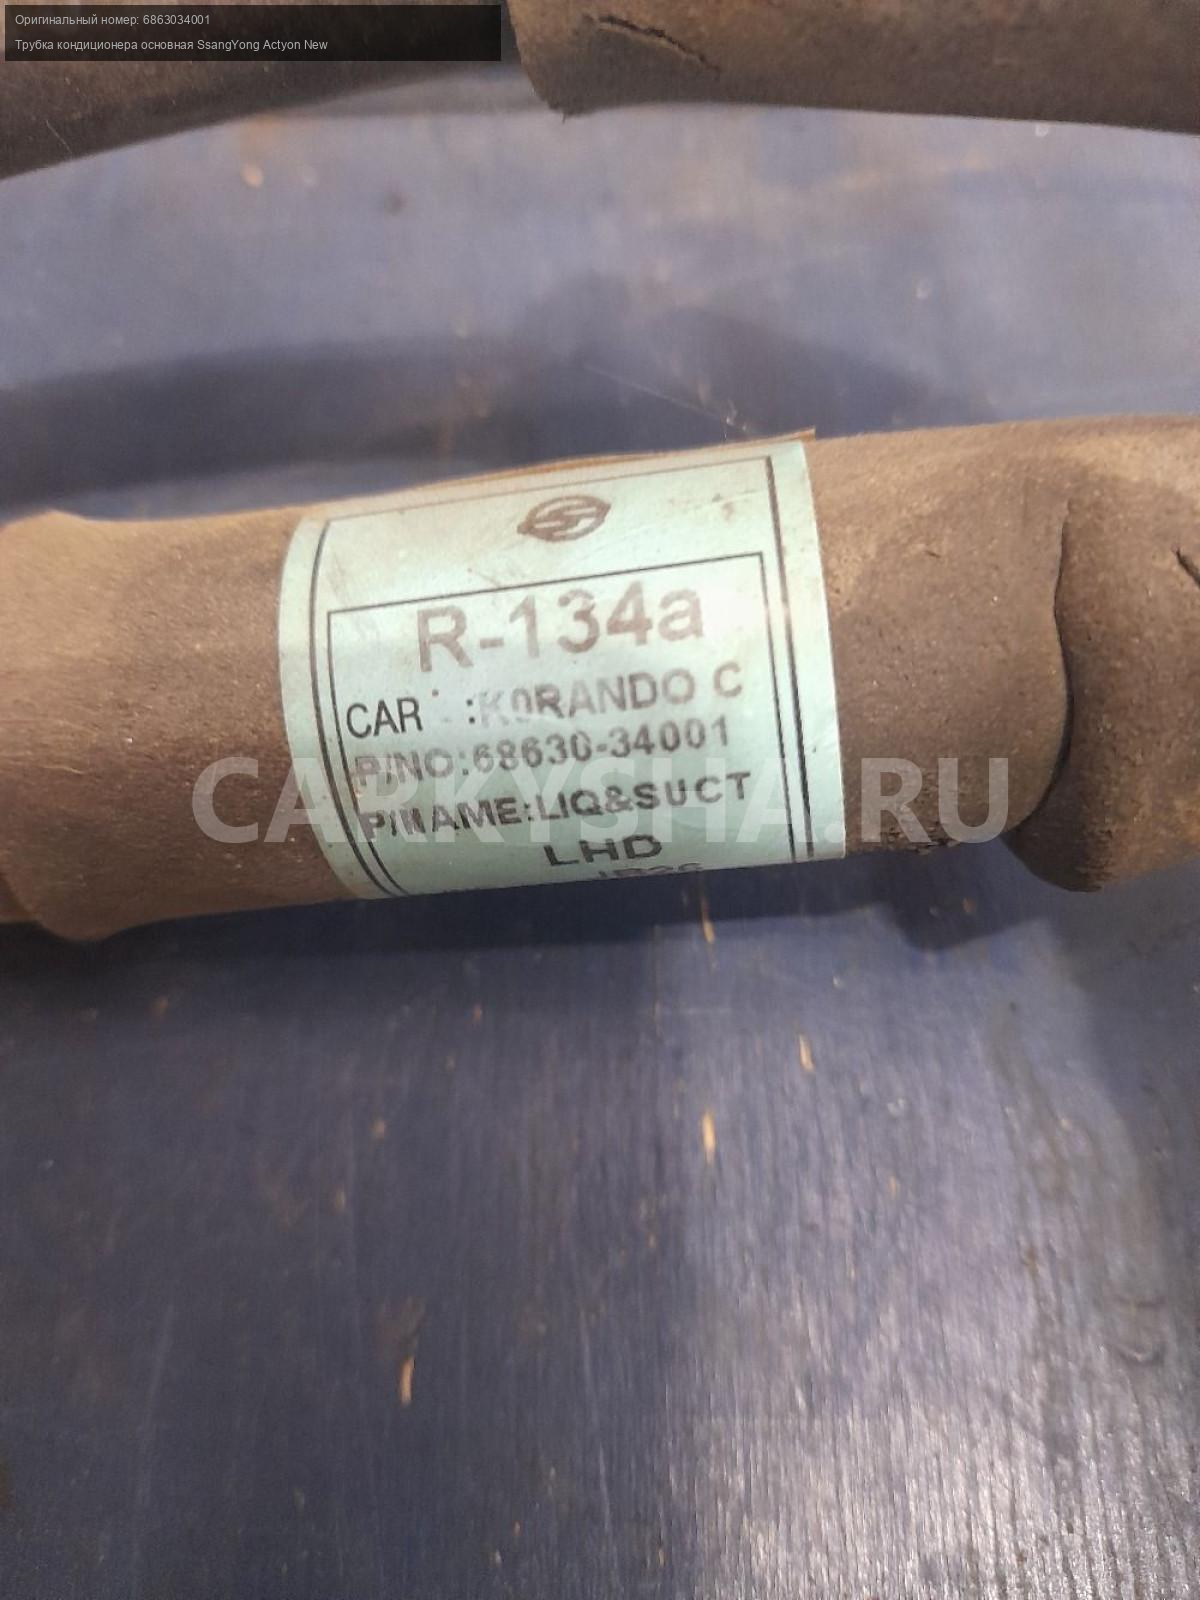 Оригинальный номер: 6863034001
Трубка кондиционера основная SsangYong Actyon New
R-134a
CAR :K0RANDO C
P/NO:68630-34001
P/NAME:LIQ&SUCT
LHD
CARKYSHA.RU